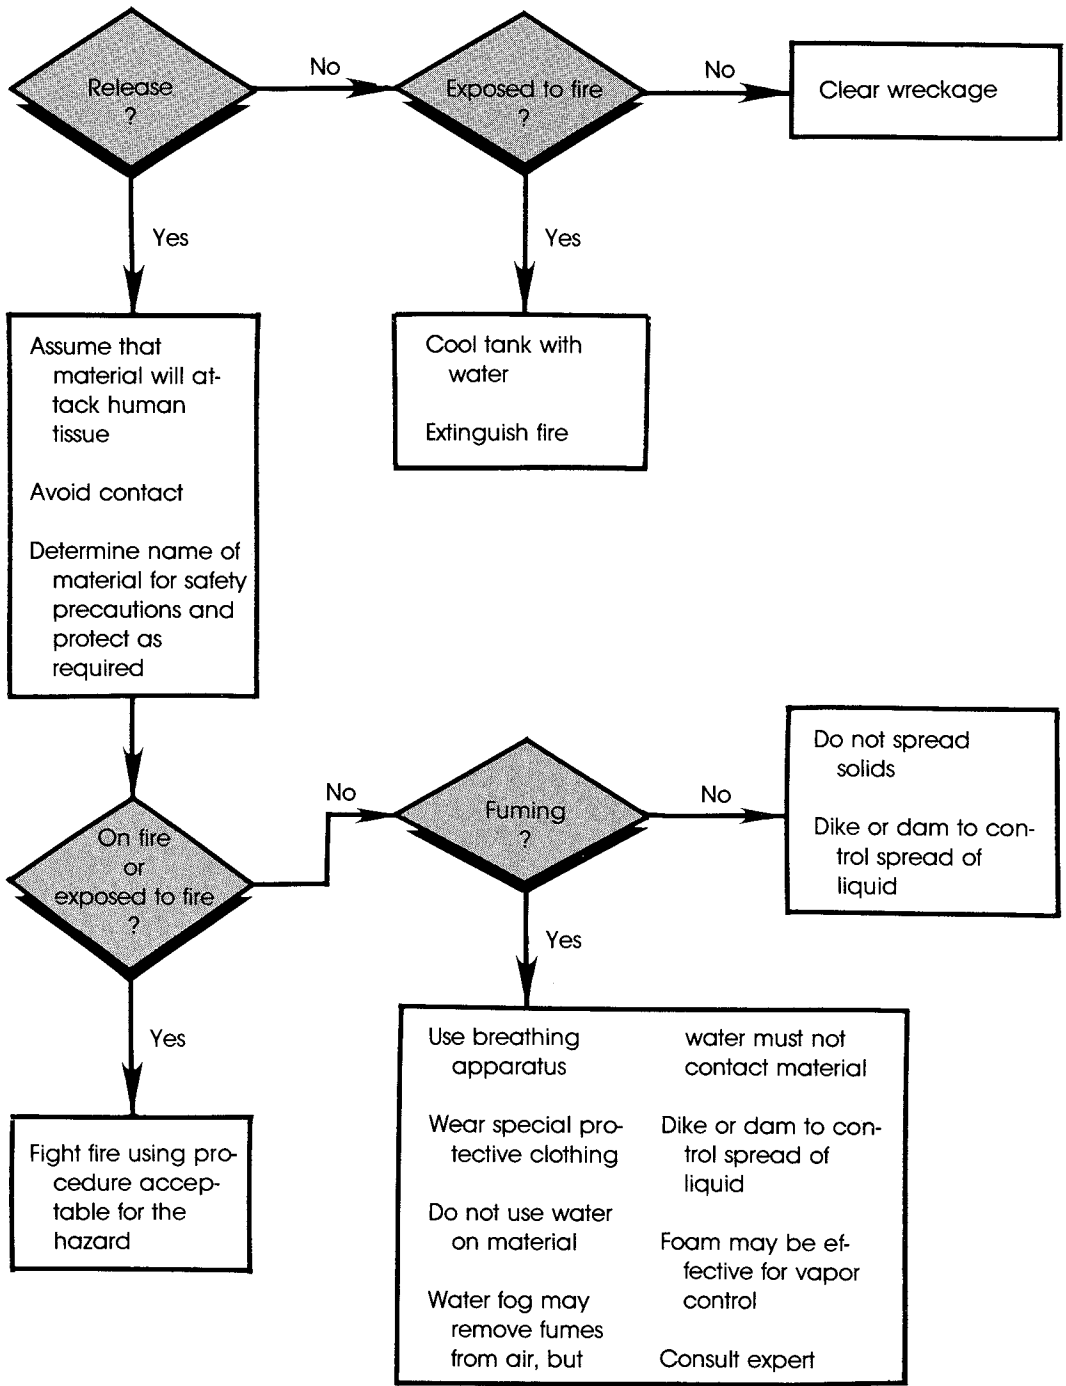 Release
?
No
Exposed to fire
?
No
Clear wreckage
Yes
Yes
Assume that
material will at-
tack human
tissue
Avoid contact
Determine name of
material for safety
precautions and
protect as
required
Cool tank with
water
Extinguish fire
On fire
or
exposed to fire
?
No
Fuming
?
No
Do not spread
solids
Dike or dam to con-
trol spread of
liquid
Yes
Yes
Fight fire using pro-
cedure accep-
table for the
hazard
Use breathing
apparatus
Wear special pro-
tective clothing
Do not use water
on material
Water fog may
remove fumes
from air, but
water must not
contact material
Dike or dam to con-
trol spread of
liquid
Foam may be ef-
fective for vapor
control
Consult expert